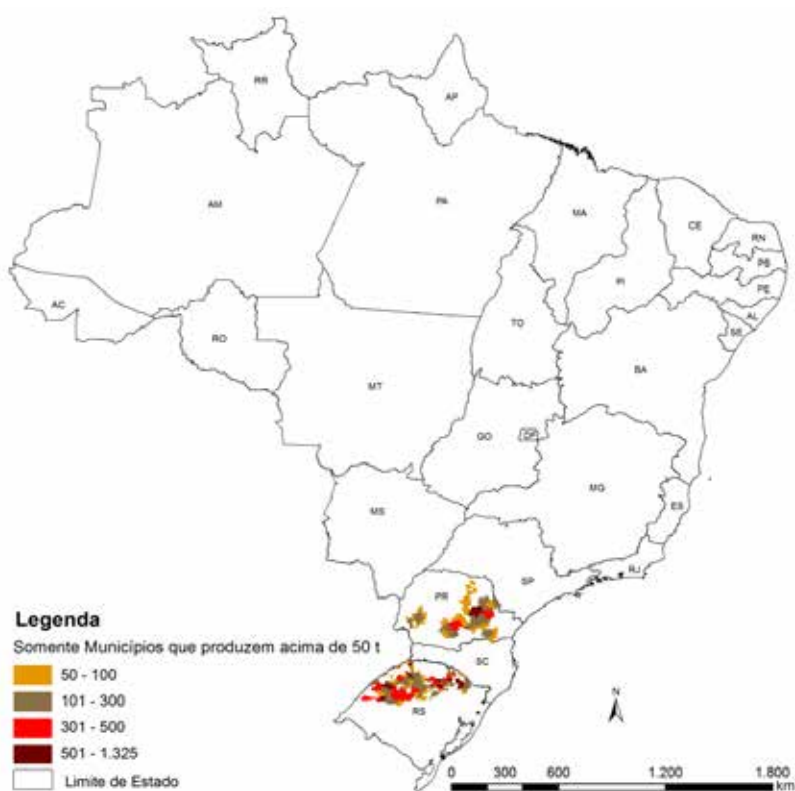 RR
AP
AM
PA
MA
CE
RN
PB
PE
AL
SE
PI
AC
TO
RO
BA
MT
GO
DF
MG
MS
ES
SP
RJ
PR
SC
RS
Legenda
Somente Municípios que produzem acima de 50 t
50 - 100
101 - 300
301 - 500
501 - 1.325
Limite de Estado
N
0 300 600 1.200 1.800
km